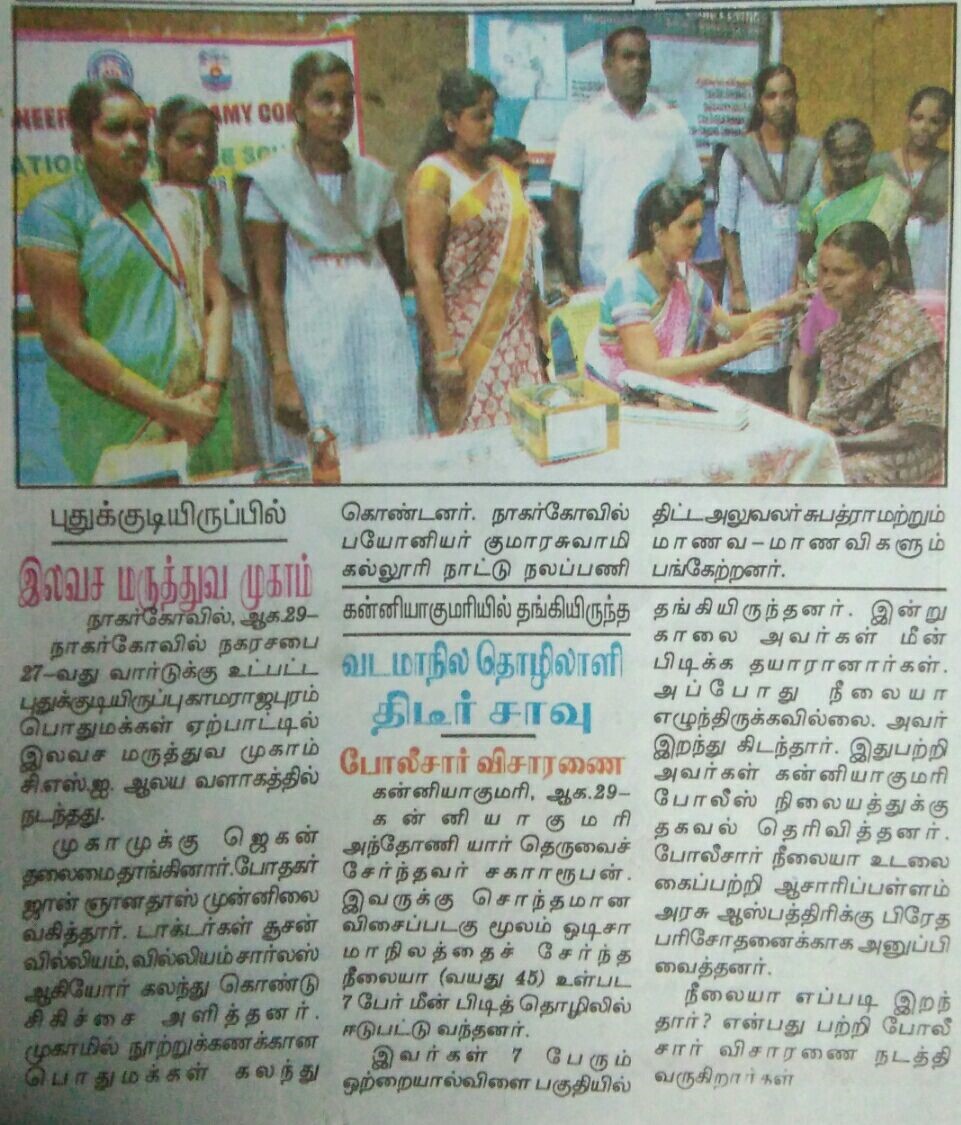 NEER
AMY COL
புதுக்குடியிருப்பில்
இலவச மருத்துவ முகாம்
நாகர்கோவில், ஆக.29–
நாகர்கோவில் நகரசபை
27–வது வார்டுக்கு உட்பட்ட
புதுக்குடியிருப்பு காமராஜபுரம்
பொதுமக்கள் ஏற்பாட்டில்
இலவச மருத்துவ முகாம்
சி.எஸ்.ஐ. ஆலய வளாகத்தில்
நடந்தது.
முகாமுக்கு ஜெகன்
தலைமை தாங்கினார். போதகர்
ஜான் ஞானதாஸ் முன்னிலை
வகித்தார். டாக்டர்கள் சூசன்
வில்லியம், வில்லியம் சார்லஸ்
ஆகியோர் கலந்து கொண்டு
சிகிச்சை அளித்தனர்.
முகாமில் நூற்றுக்கணக்கான
பொதுமக்கள் கலந்து
கொண்டனர். நாகர்கோவில்
பயோனியர் குமாரசுவாமி
கல்லூரி நாட்டு நலப்பணி
திட்ட அலுவலர் சுபத்ரா மற்றும்
மாணவ–மாணவிகளும்
பங்கேற்றனர்.
கன்னியாகுமரியில் தங்கியிருந்த
வடமாநில தொழிலாளி
திடீர் சாவு
போலீசார் விசாரணை
கன்னியாகுமரி, ஆக.29–
கன்னியாகுமரி
அந்தோணியார் தெருவைச்
சேர்ந்தவர் சகாரூபன்.
இவருக்கு சொந்தமான
விசைப்படகு மூலம் ஒடிசா
மாநிலத்தைச் சேர்ந்த
நீலையா (வயது 45) உள்பட
7 பேர் மீன் பிடித் தொழிலில்
ஈடுபட்டு வந்தனர்.
இவர்கள் 7 பேரும்
ஒற்றையால்விளை பகுதியில்
தங்கியிருந்தனர். இன்று
காலை அவர்கள் மீன்
பிடிக்க தயாரானார்கள்.
அப்போது நீலையா
எழுந்திருக்கவில்லை. அவர்
இறந்து கிடந்தார். இதுபற்றி
அவர்கள் கன்னியாகுமரி
போலீஸ் நிலையத்துக்கு
தகவல் தெரிவித்தனர்.
போலீசார் நீலையா உடலை
கைப்பற்றி ஆசாரிப்பள்ளம்
அரசு ஆஸ்பத்திரிக்கு பிரேத
பரிசோதனைக்காக அனுப்பி
வைத்தனர்.
நீலையா எப்படி இறந்
தார்? என்பது பற்றி போலீ
சார் விசாரணை நடத்தி
வருகிறார்கள்